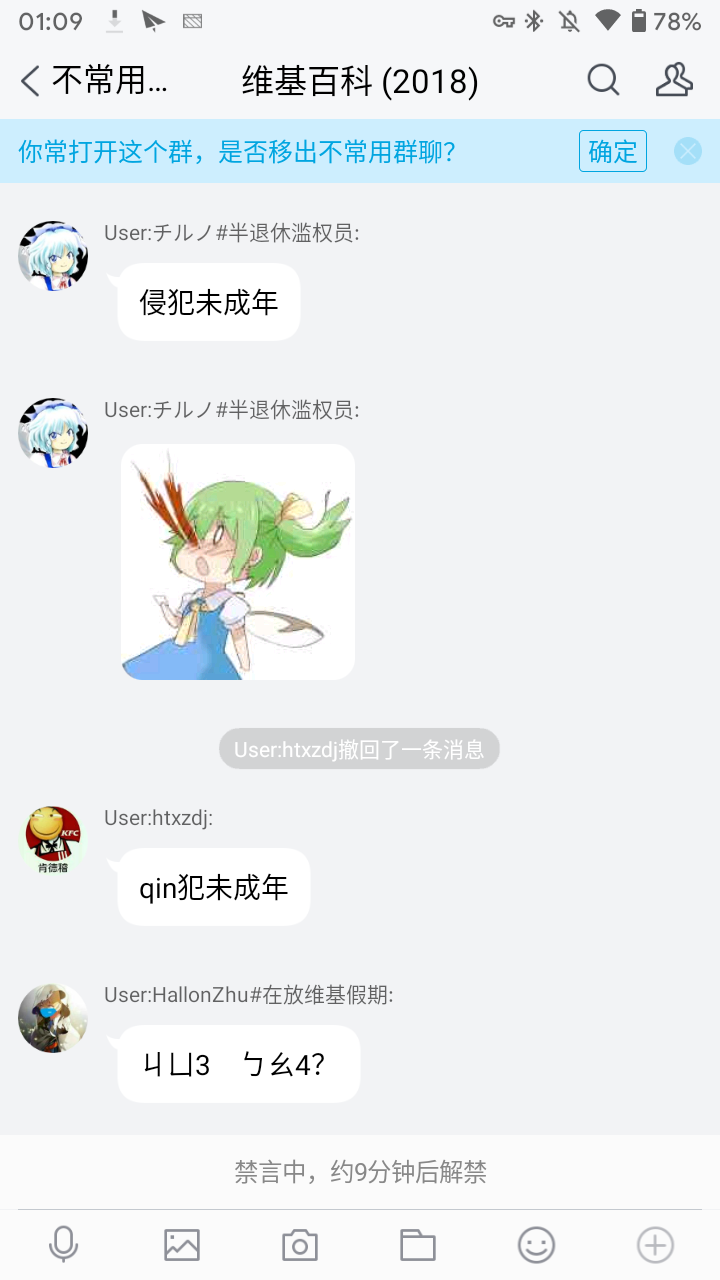 01:09
78%
不常用...
维基百科 (2018)
你常打开这个群，是否移出不常用群聊？
确定
User:チルノ#半退休滥权员:
侵犯未成年
User:チルノ#半退休滥权员:
User:htxzdj撤回了一条消息
User:htxzdj:
KFC
肯德稽
qin犯未成年
User:HallonZhu#在放维基假期:
ㄐㄩ3　ㄅㄠ4？
禁言中，约9分钟后解禁